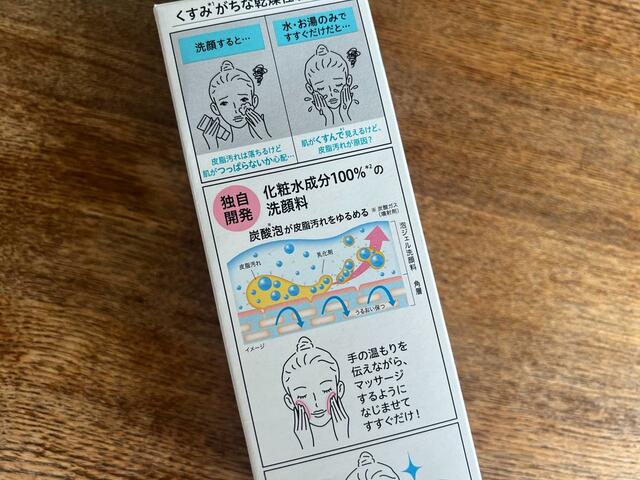 くすみ*¹がちな乾燥性
洗顔すると…
水・お湯のみで
すすぐだけだと…
皮脂汚れは落ちるけど
肌がつっぱらないか心配…
肌がくすんで見えるけど、
皮脂汚れが原因?
独自
開発
化粧水成分100%*²の
洗顔料
炭酸※泡が皮脂汚れをゆるめる
※炭酸ガス
(噴射剤)
皮脂汚れ
乳化剤
泡ジェル洗顔料
角層
うるおい保つ
イメージ
手の温もりを
伝えながら、
マッサージ
するように
なじませて
すすぐだけ!